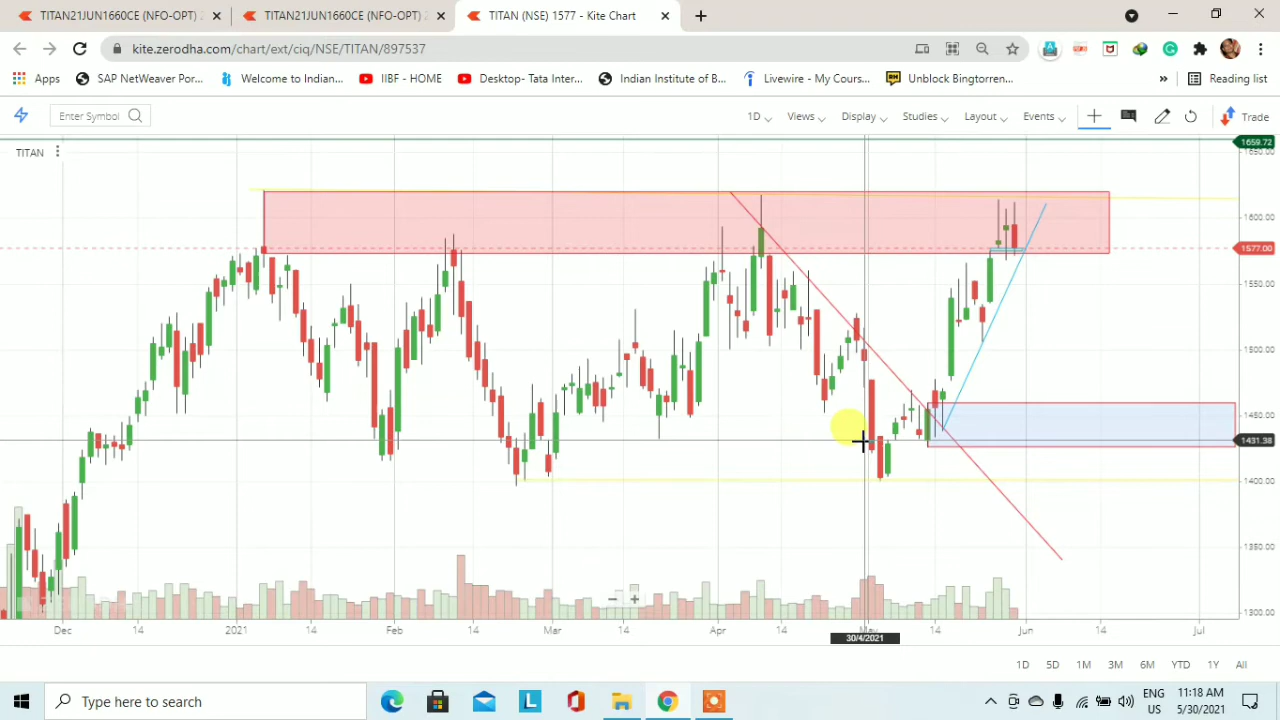 TITAN21JUN1660CE (NFO-OPT)
TITAN21JUN1660CE (NFO-OPT)
TITAN (NSE) 1577 - Kite Chart
kite.zerodha.com/chart/ext/ciq/NSE/TITAN/897537
Apps
SAP NetWeaver Por...
Welcome to Indian...
IIBF - HOME
Desktop- Tata Inter...
Indian Institute of B...
Livewire - My Cours...
Unblock Bingtorren...
»
Reading list
Enter Symbol
1D
Views
Display
Studies
Layout
Events
Trade
TITAN
1659.72
1600.00
1577.00
1550.00
1500.00
1450.00
1431.38
1400.00
1350.00
1300.00
Dec 14 2021 14 Feb 14 Mar 14 Apr 14 14 Jun 14 Jul
30/4/2021
1D 5D 1M 3M 6M YTD 1Y All
Type here to search
ENG
US
11:18 AM
5/30/2021